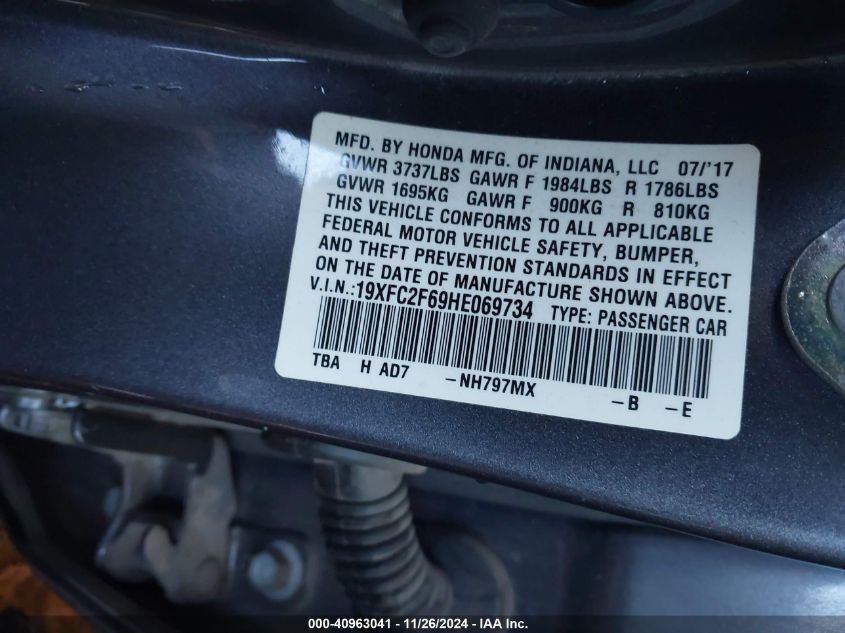 MFD. BY HONDA MFG. OF INDIANA, LLC 07/'17
GVWR 3737LBS GAWR F 1984LBS R 1786LBS
GVWR 1695KG GAWR F 900KG R 810KG
THIS VEHICLE CONFORMS TO ALL APPLICABLE
FEDERAL MOTOR VEHICLE SAFETY, BUMPER,
AND THEFT PREVENTION STANDARDS IN EFFECT
ON THE DATE OF MANUFACTURE SHOWN ABOVE.
V.I.N.:19XFC2F69HE069734 TYPE: PASSENGER CAR
TBA H AD7 -NH797MX -B -E
000-40963041 - 11/26/2024 - IAA Inc.